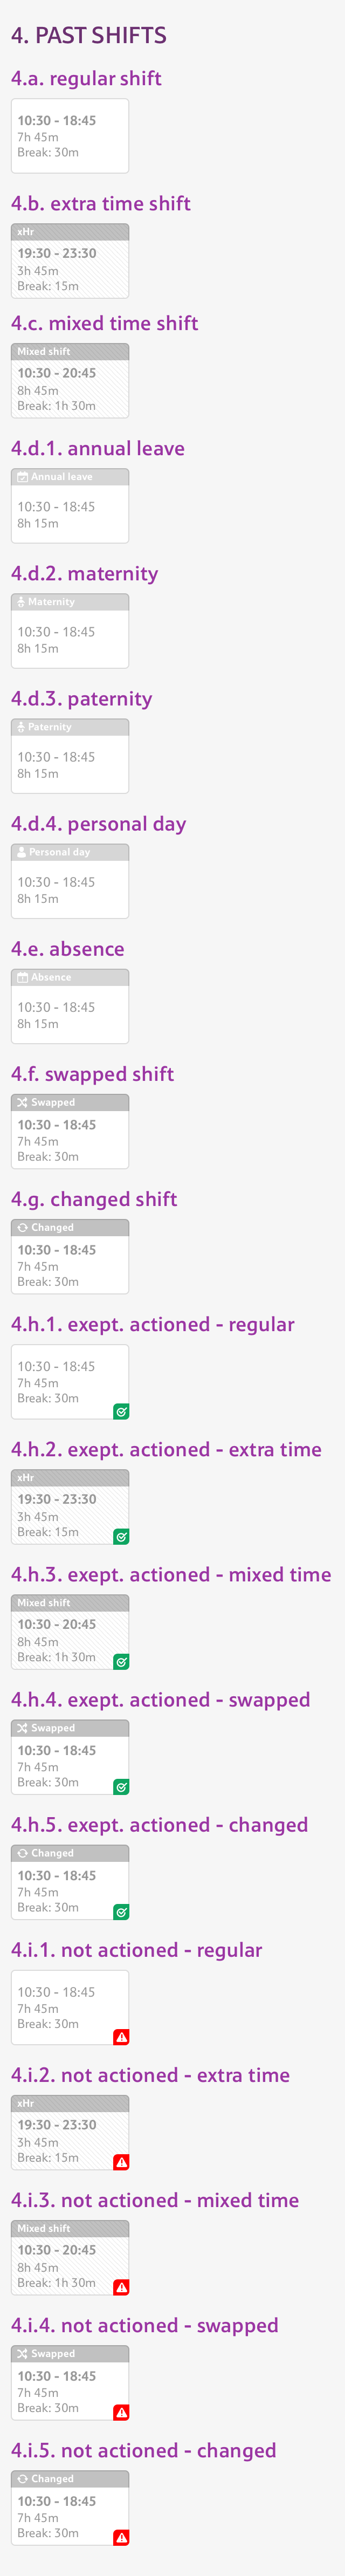 4. PAST SHIFTS
4.a. regular shift
10:30 - 18:45
7h 45m
Break: 30m
4.b. extra time shift
xHr
19:30 - 23:30
3h 45m
Break: 15m
4.c. mixed time shift
Mixed shift
10:30 - 20:45
8h 45m
Break: 1h 30m
4.d.1. annual leave
Annual leave
10:30 - 18:45
8h 15m
4.d.2. maternity
Maternity
10:30 - 18:45
8h 15m
4.d.3. paternity
Paternity
10:30 - 18:45
8h 15m
4.d.4. personal day
Personal day
10:30 - 18:45
8h 15m
4.e. absence
Absence
10:30 - 18:45
8h 15m
4.f. swapped shift
Swapped
10:30 - 18:45
7h 45m
Break: 30m
4.g. changed shift
Changed
10:30 - 18:45
7h 45m
Break: 30m
4.h.1. exept. actioned - regular
10:30 - 18:45
7h 45m
Break: 30m
4.h.2. exept. actioned - extra time
xHr
19:30 - 23:30
3h 45m
Break: 15m
4.h.3. exept. actioned - mixed time
Mixed shift
10:30 - 20:45
8h 45m
Break: 1h 30m
4.h.4. exept. actioned - swapped
Swapped
10:30 - 18:45
7h 45m
Break: 30m
4.h.5. exept. actioned - changed
Changed
10:30 - 18:45
7h 45m
Break: 30m
4.i.1. not actioned - regular
10:30 - 18:45
7h 45m
Break: 30m
4.i.2. not actioned - extra time
xHr
19:30 - 23:30
3h 45m
Break: 15m
4.i.3. not actioned - mixed time
Mixed shift
10:30 - 20:45
8h 45m
Break: 1h 30m
4.i.4. not actioned - swapped
Swapped
10:30 - 18:45
7h 45m
Break: 30m
4.i.5. not actioned - changed
Changed
10:30 - 18:45
7h 45m
Break: 30m